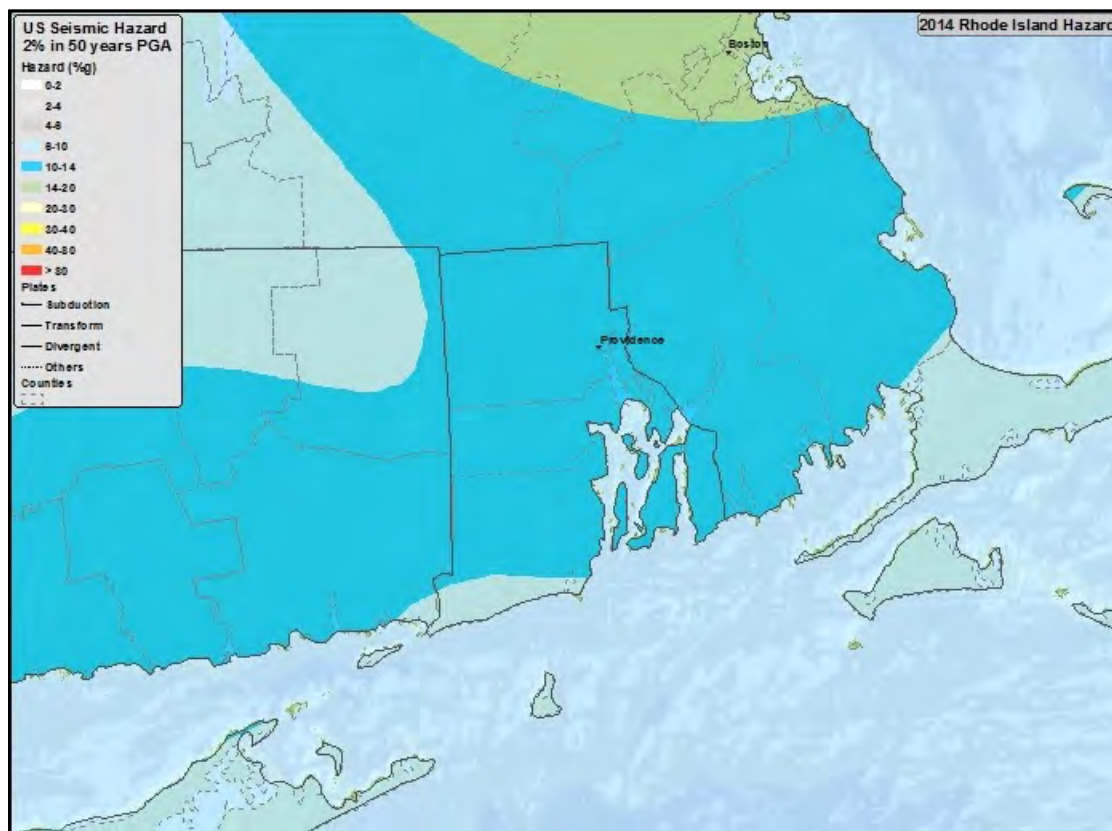 US Seismic Hazard
2% in 50 years PGA
Hazard (%g)
0-2
2-4
4-6
6-10
10-14
14-20
20-30
30-40
40-80
> 80
Plates
Subduction
Transform
Divergent
Others
Counties
2014 Rhode Island Hazard
Boston
Providence